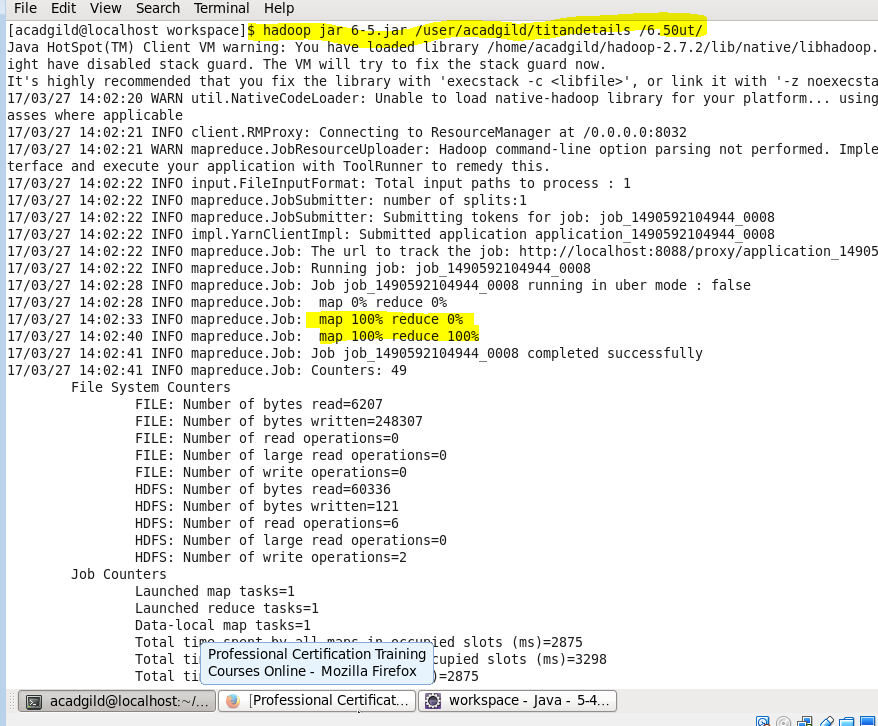 File Edit View Search Terminal Help
[acadgild@localhost workspace]$ hadoop jar 6-5.jar /user/acadgild/titandetails /6.5Out/
Java HotSpot(TM) Client VM warning: You have loaded library /home/acadgild/hadoop-2.7.2/lib/native/libhadoop.
ight have disabled stack guard. The VM will try to fix the stack guard now.
It's highly recommended that you fix the library with 'execstack -c <libfile>', or link it with '-z noexecsta
17/03/27 14:02:20 WARN util.NativeCodeLoader: Unable to load native-hadoop library for your platform... using
asses where applicable
17/03/27 14:02:21 INFO client.RMProxy: Connecting to ResourceManager at /0.0.0.0:8032
17/03/27 14:02:21 WARN mapreduce.JobResourceUploader: Hadoop command-line option parsing not performed. Imple
terface and execute your application with ToolRunner to remedy this.
17/03/27 14:02:22 INFO input.FileInputFormat: Total input paths to process : 1
17/03/27 14:02:22 INFO mapreduce.JobSubmitter: number of splits:1
17/03/27 14:02:22 INFO mapreduce.JobSubmitter: Submitting tokens for job: job_1490592104944_0008
17/03/27 14:02:22 INFO impl.YarnClientImpl: Submitted application application_1490592104944_0008
17/03/27 14:02:22 INFO mapreduce.Job: The url to track the job: http://localhost:8088/proxy/application_14905
17/03/27 14:02:22 INFO mapreduce.Job: Running job: job_1490592104944_0008
17/03/27 14:02:28 INFO mapreduce.Job: Job job_1490592104944_0008 running in uber mode : false
17/03/27 14:02:28 INFO mapreduce.Job:  map 0% reduce 0%
17/03/27 14:02:33 INFO mapreduce.Job:  map 100% reduce 0%
17/03/27 14:02:40 INFO mapreduce.Job:  map 100% reduce 100%
17/03/27 14:02:41 INFO mapreduce.Job: Job job_1490592104944_0008 completed successfully
17/03/27 14:02:41 INFO mapreduce.Job: Counters: 49
File System Counters
FILE: Number of bytes read=6207
FILE: Number of bytes written=248307
FILE: Number of read operations=0
FILE: Number of large read operations=0
FILE: Number of write operations=0
HDFS: Number of bytes read=60336
HDFS: Number of bytes written=121
HDFS: Number of read operations=6
HDFS: Number of large read operations=0
HDFS: Number of write operations=2
Job Counters
Launched map tasks=1
Launched reduce tasks=1
Data-local map tasks=1
Total time spent by all maps in occupied slots (ms)=2875
Total ti cupied slots (ms)=3298
Total ti )=2875
Professional Certification Training
Courses Online - Mozilla Firefox
acadgild@localhost:~/... [Professional Certificat... workspace - Java - 5-4...